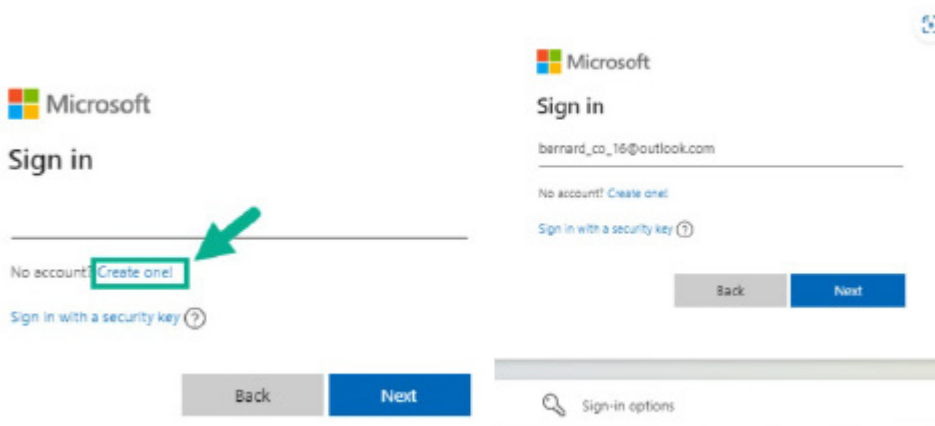 Microsoft
Sign in
No account? Create one!
Sign in with a security key ?
Back
Next
Microsoft
Sign in
bernard_co_16@outlook.com
No account? Create one!
Sign in with a security key ?
Back
Next
Sign-in options